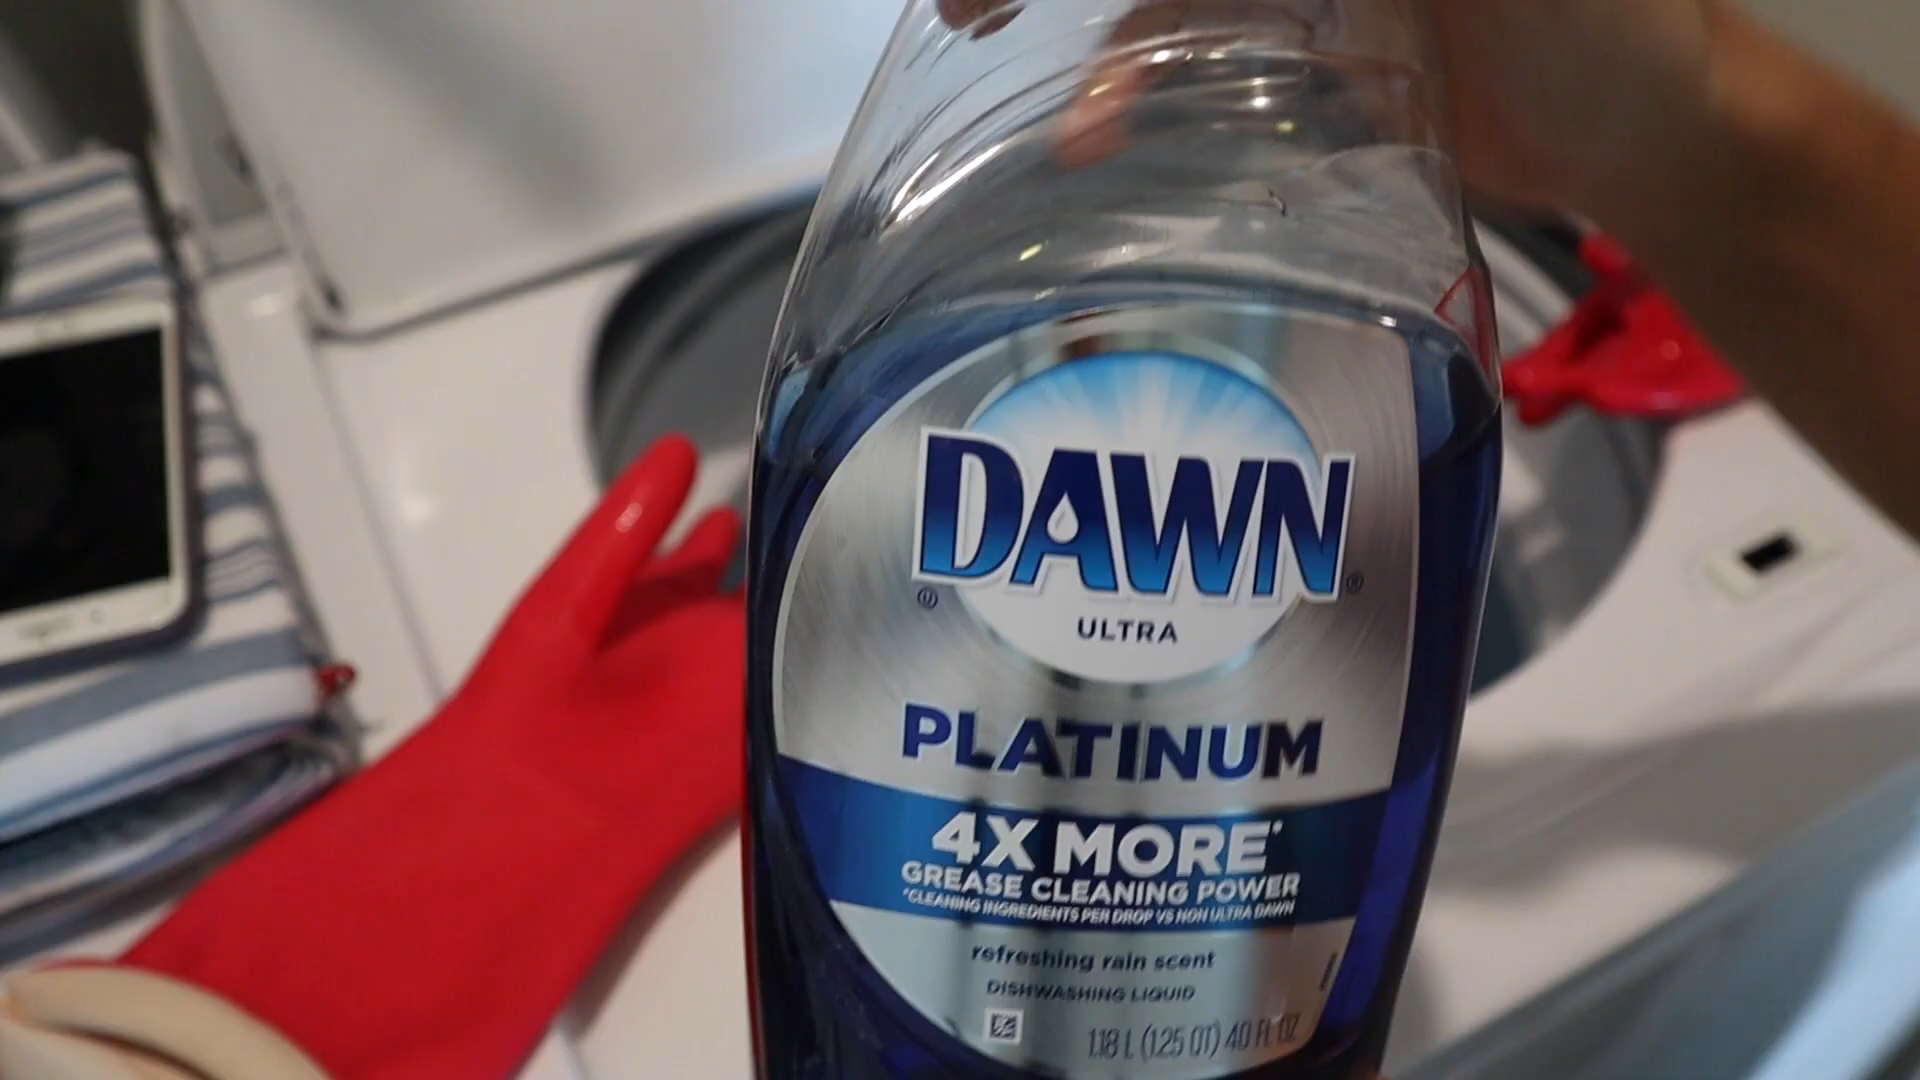 DAWN®
ULTRA
PLATINUM
4X MORE*
GREASE CLEANING POWER
*CLEANING INGREDIENTS PER DROP VS NON ULTRA DAWN
refreshing rain scent
DISHWASHING LIQUID
1.18 L (1.25 QT) 40 FL OZ